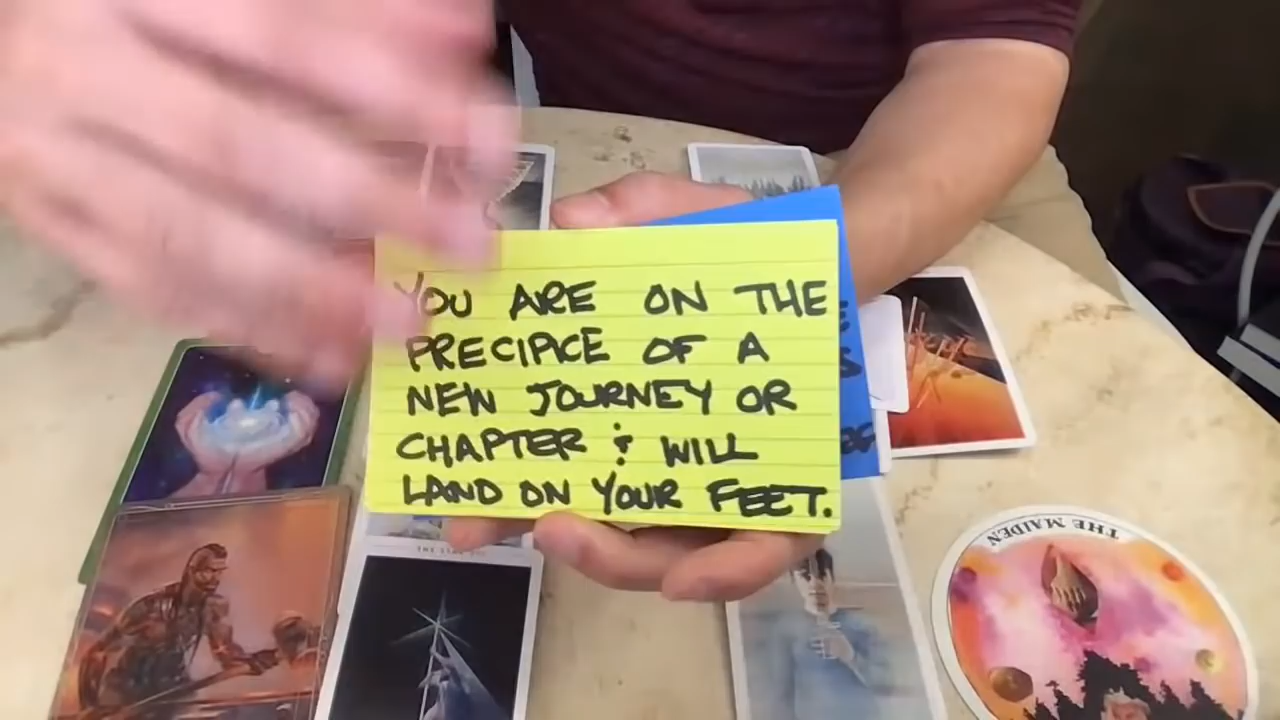 YOU ARE ON THE
PRECIPICE OF A
NEW JOURNEY OR
CHAPTER & WILL
LAND ON YOUR FEET.
THE MAIDEN